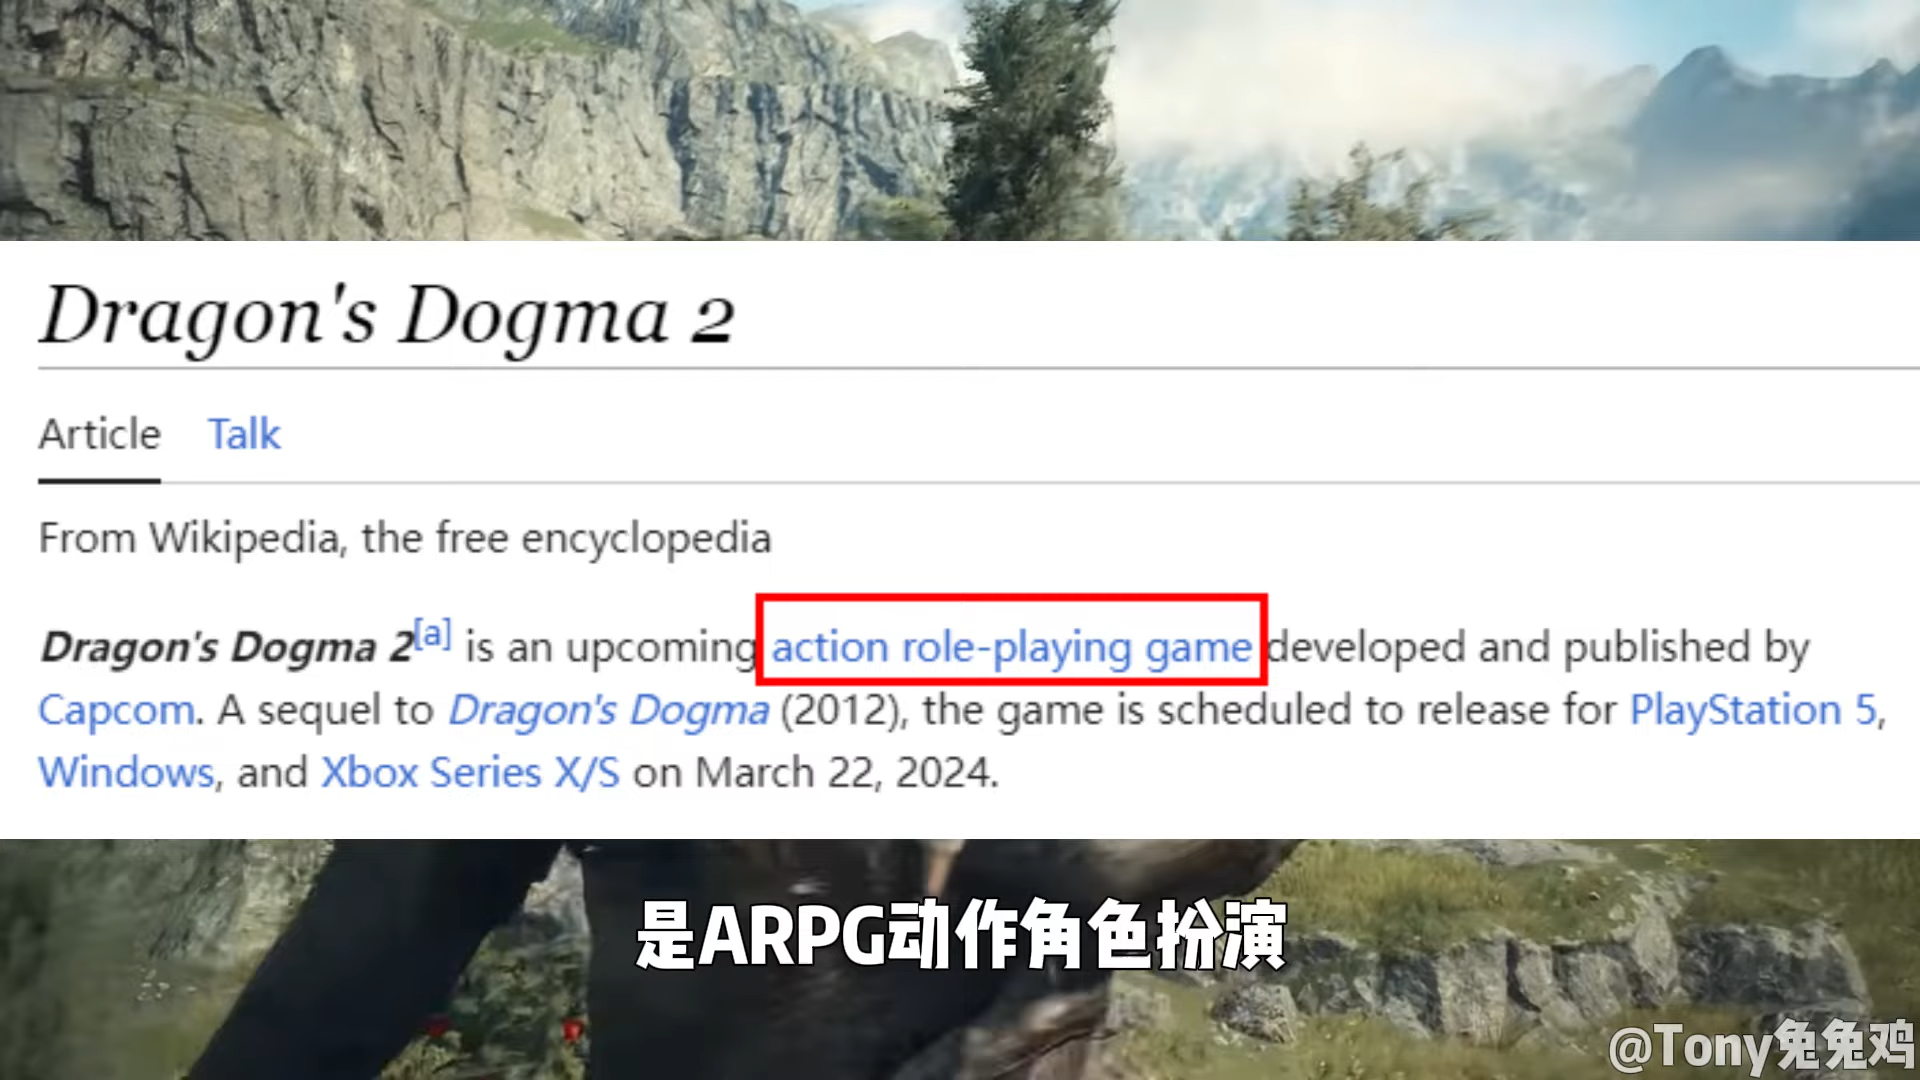 Dragon's Dogma 2
Article Talk
From Wikipedia, the free encyclopedia
Dragon's Dogma 2[a] is an upcoming action role-playing game developed and published by
Capcom. A sequel to Dragon's Dogma (2012), the game is scheduled to release for PlayStation 5,
Windows, and Xbox Series X/S on March 22, 2024.
是ARPG动作角色扮演
@Tony兔兔鸡